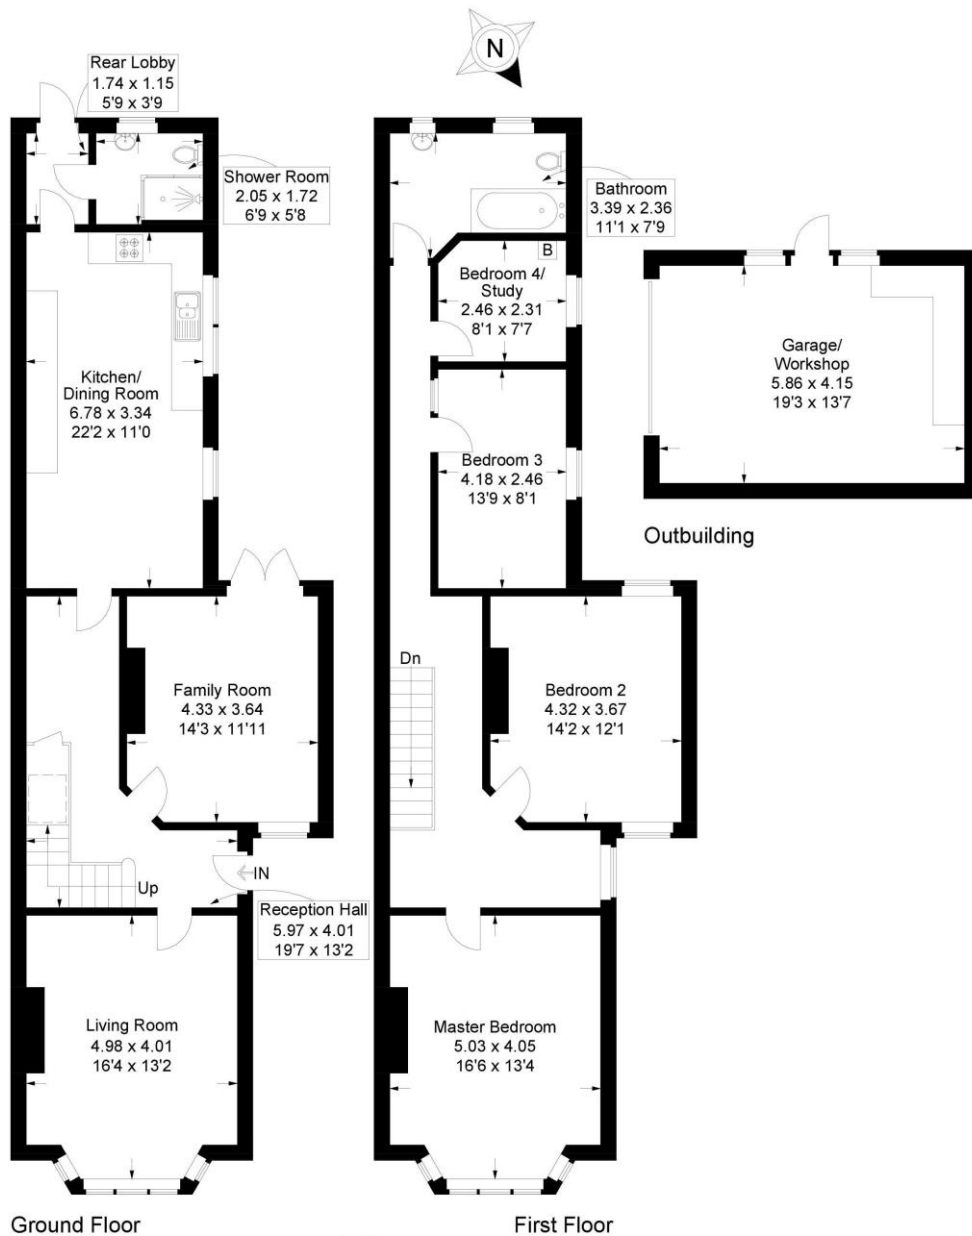 Rear Lobby
1.74 x 1.15
5'9 x 3'9
N
Shower Room
2.05 x 1.72
6'9 x 5'8
Bathroom
3.39 x 2.36
11'1 x 7'9
B
Bedroom 4/
Study
2.46 x 2.31
8'1 x 7'7
Kitchen/
Dining Room
6.78 x 3.34
22'2 x 11'0
Garage/
Workshop
5.86 x 4.15
19'3 x 13'7
Bedroom 3
4.18 x 2.46
13'9 x 8'1
Outbuilding
Dn
Family Room
4.33 x 3.64
14'3 x 11'11
Bedroom 2
4.32 x 3.67
14'2 x 12'1
Up
IN
Reception Hall
5.97 x 4.01
19'7 x 13'2
Living Room
4.98 x 4.01
16'4 x 13'2
Master Bedroom
5.03 x 4.05
16'6 x 13'4
Ground Floor
First Floor